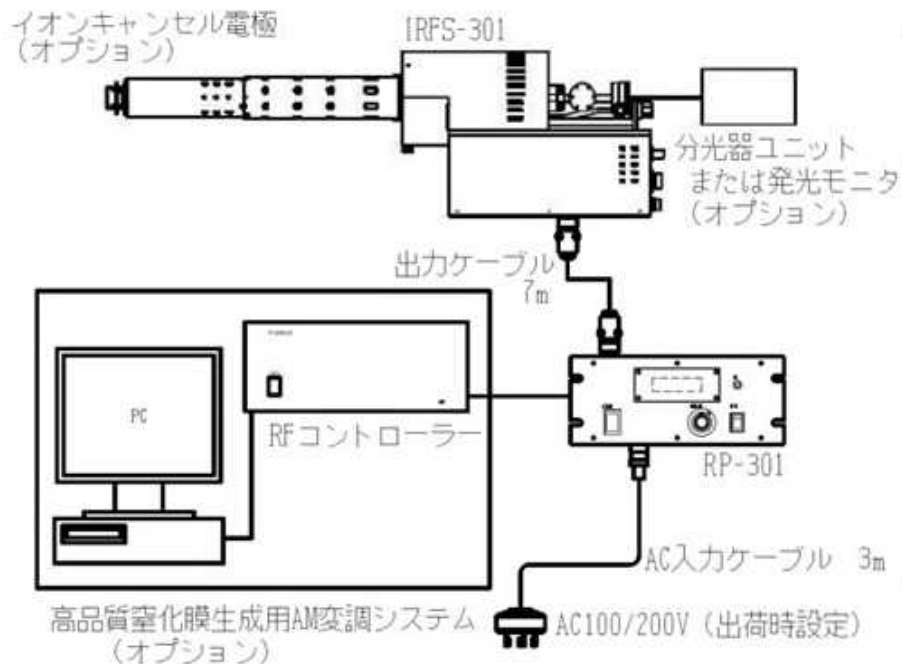 イオンキャンセル電極
(オプション)
IRFS-301
分光器ユニット
または発光モニタ
(オプション)
出力ケーブル
7m
PC
RFコントローラー
RP-301
AC入力ケーブル 3m
高品質窒化膜生成用AM変調システム
(オプション)
AC100/200V (出荷時設定)